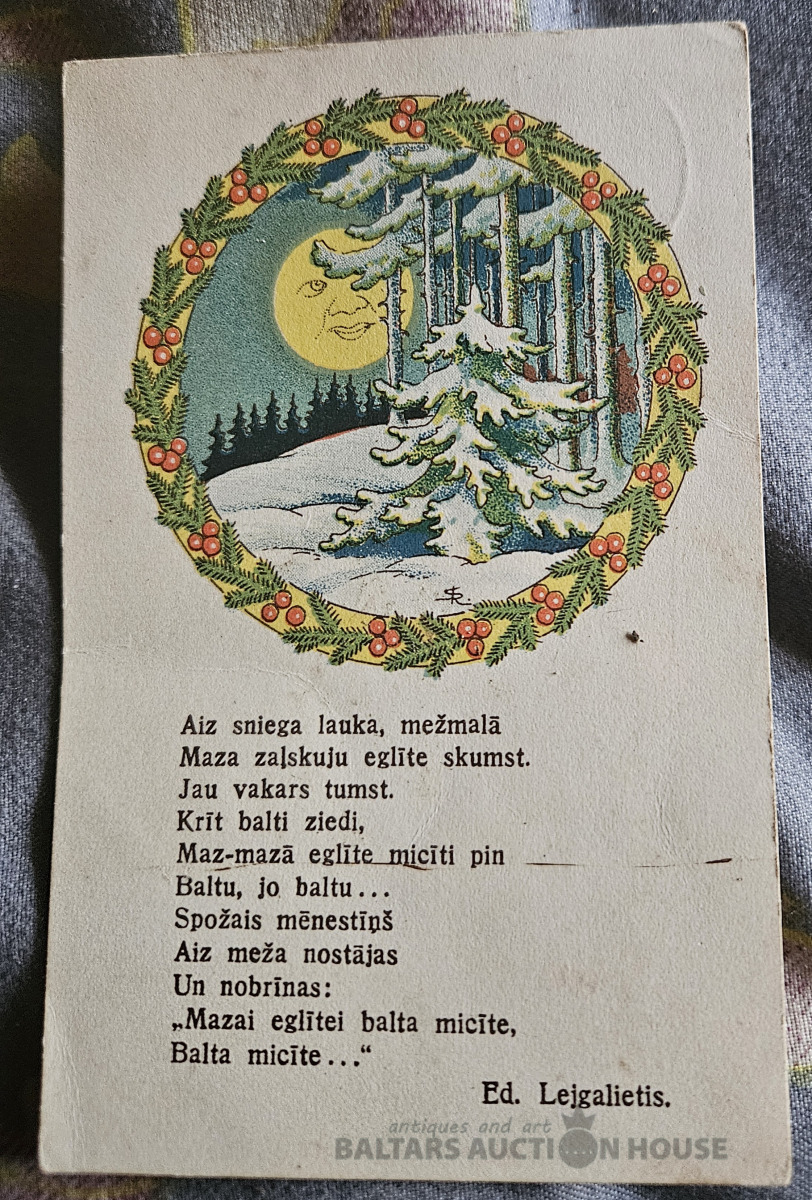 SR.
Aiz sniega lauka, mežmalā
Maza zaļskuju eglīte skumst.
Jau vakars tumst.
Krīt balti ziedi,
Maz-mazā eglīte micīti pin
Baltu, jo baltu...
Spožais mēnestīņš
Aiz meža nostājas
Un nobrīnas:
„Mazai eglītei balta micīte,
Balta micīte...“
Ed. Lejgalietis.
antiques and art
BALTARS AUCTION HOUSE